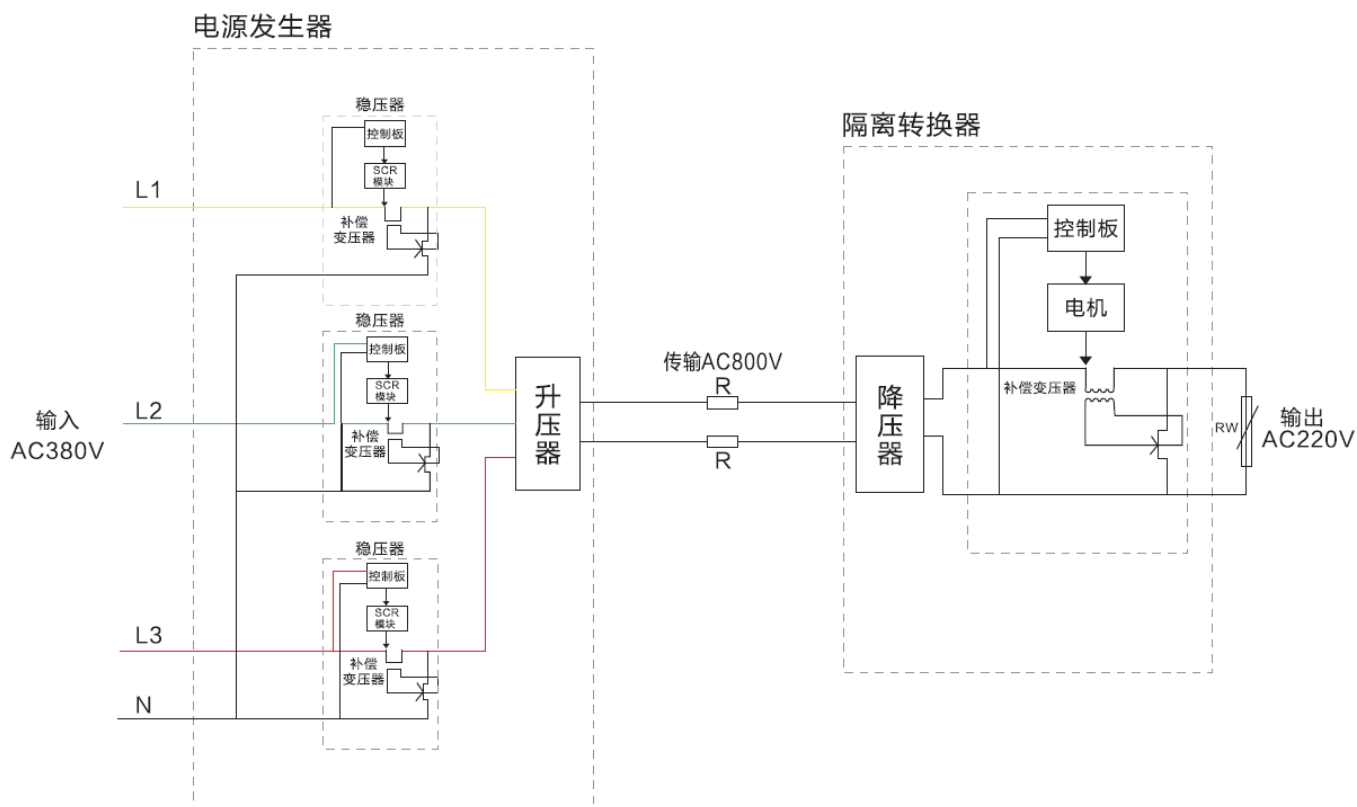 电源发生器
稳压器
控制板
SCR
模块
L1
补偿
变压器
稳压器
控制板
SCR
模块
L2
补偿
变压器
输入
AC380V
稳压器
控制板
SCR
模块
L3
补偿
变压器
N
升压器
传输AC800V
R
R
隔离转换器
降压器
控制板
电机
补偿变压器
RW
输出
AC220V